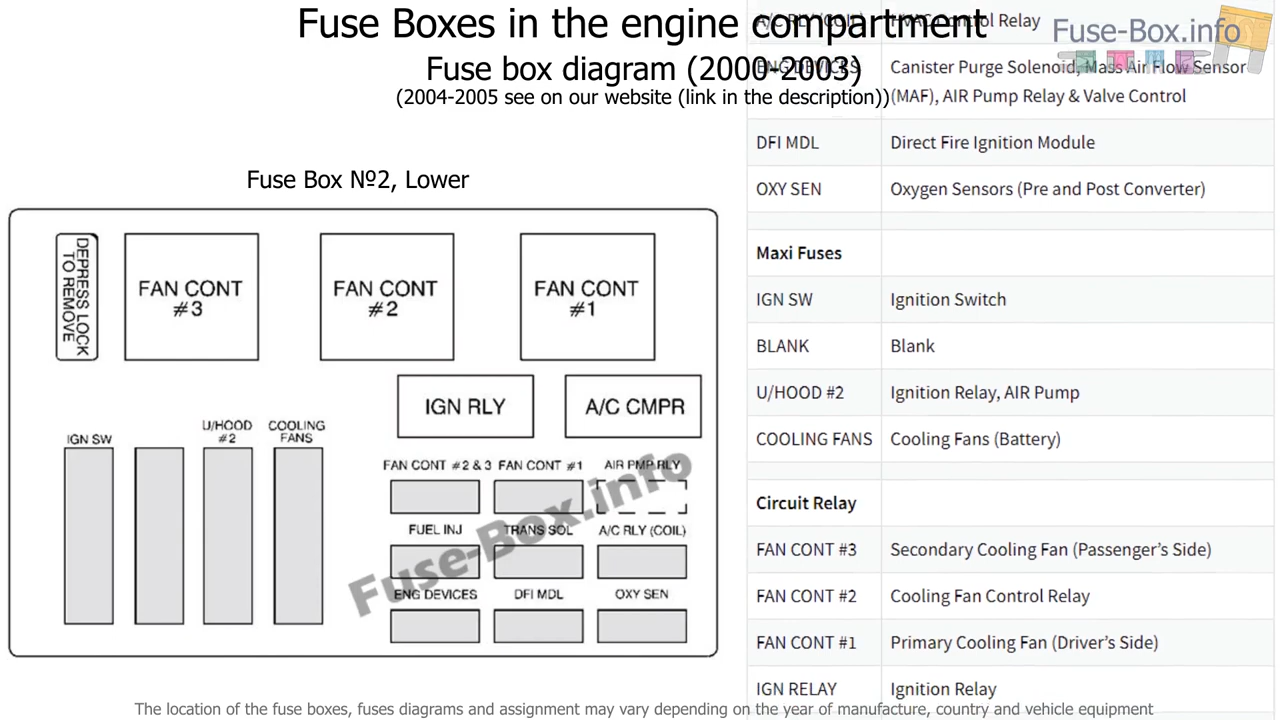 Fuse Boxes in the engine compartment
Fuse box diagram (2000-2003)
(2004-2005 see on our website (link in the description))
Fuse-Box.info
Fuse Box №2, Lower
DEPRESS LOCK
TO REMOVE
FAN CONT
#3
FAN CONT
#2
FAN CONT
#1
IGN RLY
A/C CMPR
IGN SW
U/HOOD
#2
COOLING
FANS
FAN CONT #2 & 3 FAN CONT #1 AIR PMP RLY
FUEL INJ TRANS SOL A/C RLY (COIL)
ENG DEVICES DFI MDL OXY SEN
Fuse-Box.info
A/C RLY (COIL) HVAC Control Relay
ENG DEVICES Canister Purge Solenoid, Mass Air Flow Sensor
(MAF), AIR Pump Relay & Valve Control
DFI MDL Direct Fire Ignition Module
OXY SEN Oxygen Sensors (Pre and Post Converter)
Maxi Fuses
IGN SW Ignition Switch
BLANK Blank
U/HOOD #2 Ignition Relay, AIR Pump
COOLING FANS Cooling Fans (Battery)
Circuit Relay
FAN CONT #3 Secondary Cooling Fan (Passenger’s Side)
FAN CONT #2 Cooling Fan Control Relay
FAN CONT #1 Primary Cooling Fan (Driver’s Side)
IGN RELAY Ignition Relay
The location of the fuse boxes, fuses diagrams and assignment may vary depending on the year of manufacture, country and vehicle equipment